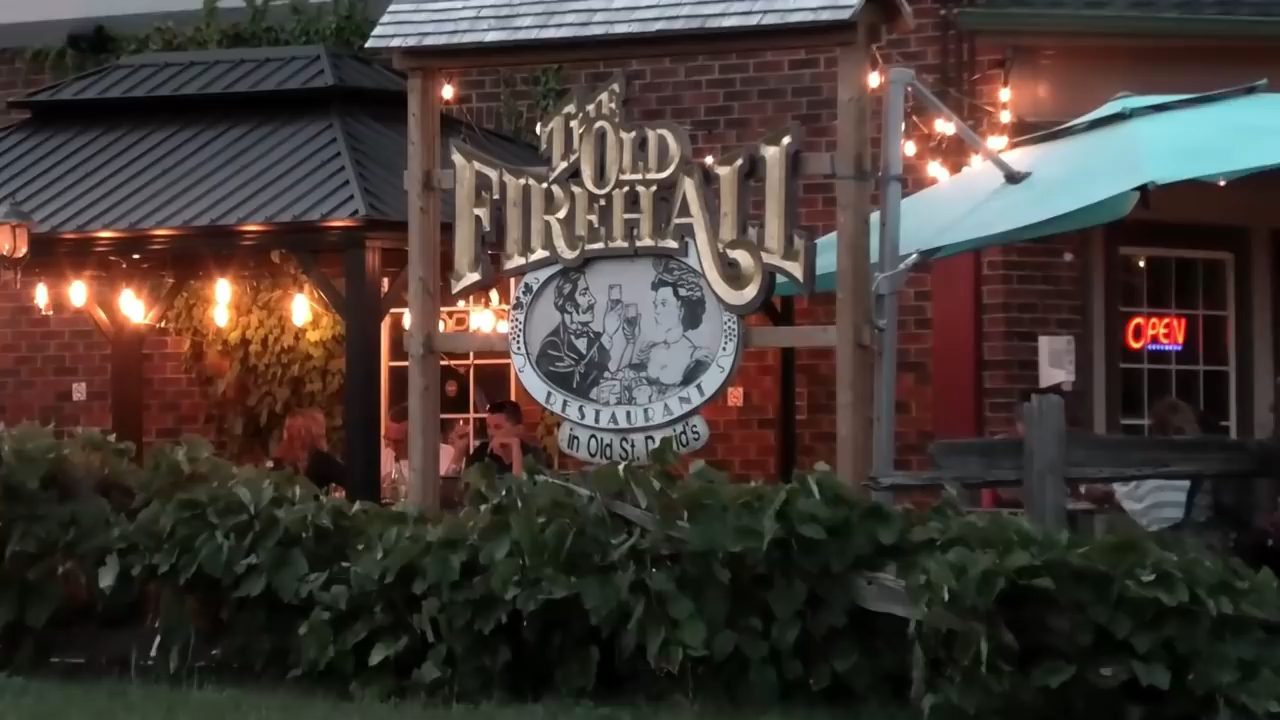 THE
OLD
FIREHALL
RESTAURANT
in Old St. David's
OPEN